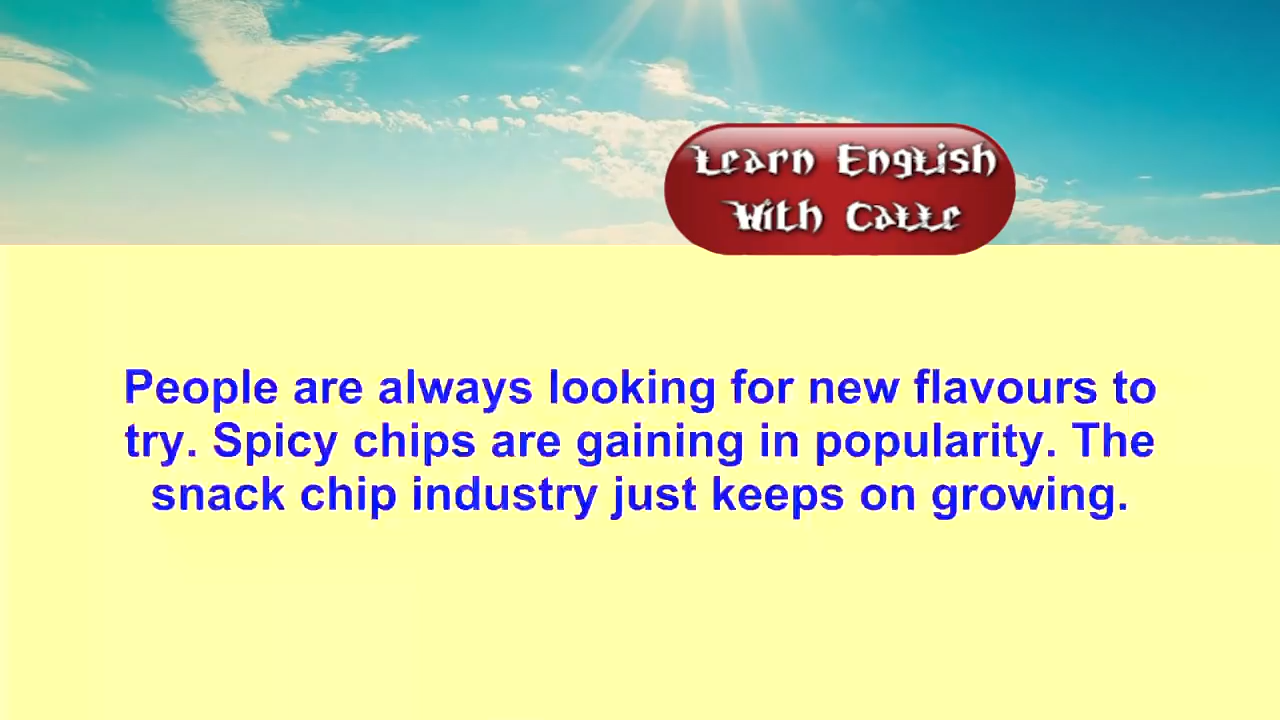 Learn English
With Calle
People are always looking for new flavours to
try. Spicy chips are gaining in popularity. The
snack chip industry just keeps on growing.